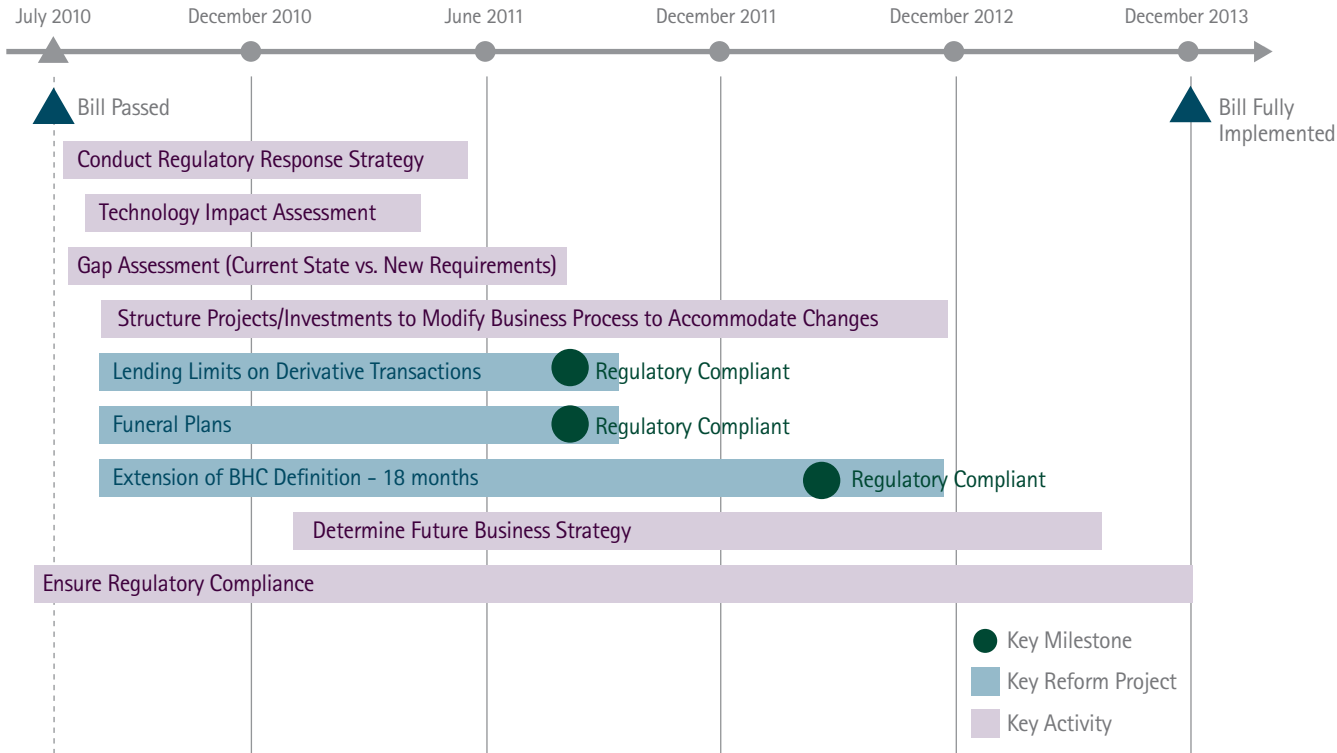 July 2010
December 2010
June 2011
December 2011
December 2012
December 2013
Bill Passed
Bill Fully
Implemented
Conduct Regulatory Response Strategy
Technology Impact Assessment
Gap Assessment (Current State vs. New Requirements)
Structure Projects/Investments to Modify Business Process to Accommodate Changes
Lending Limits on Derivative Transactions
Regulatory Compliant
Funeral Plans
Regulatory Compliant
Extension of BHC Definition - 18 months
Regulatory Compliant
Determine Future Business Strategy
Ensure Regulatory Compliance
Key Milestone
Key Reform Project
Key Activity